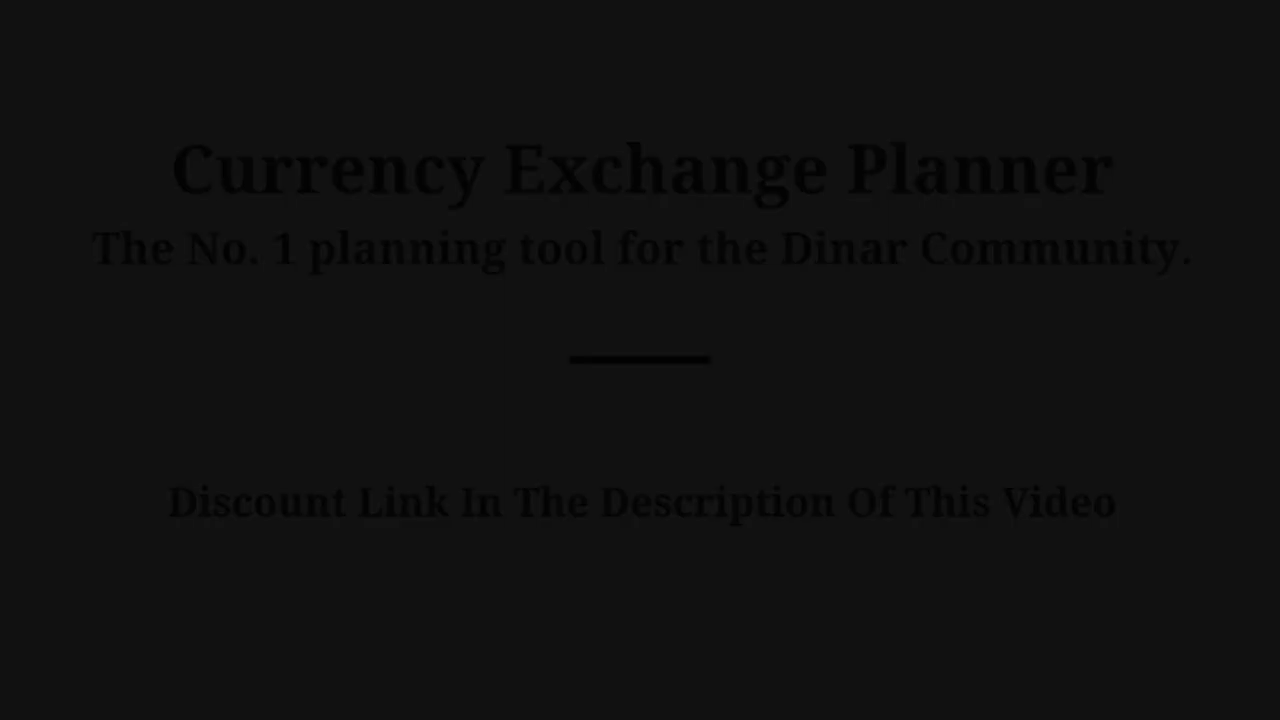 Currency Exchange Planner
The No. 1 planning tool for the Dinar Community.
Discount Link In The Description Of This Video